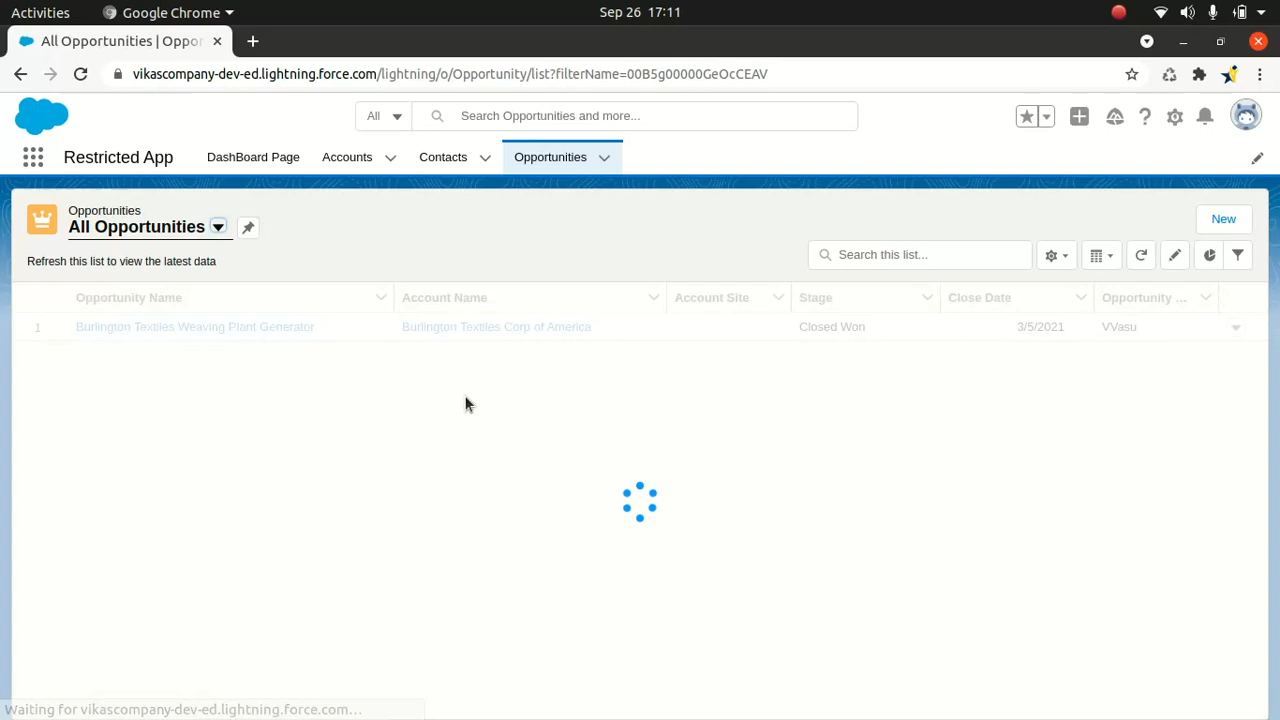 Activities Google Chrome Sep 26 17:11
All Opportunities | Oppor
vikascompany-dev-ed.lightning.force.com/lightning/o/Opportunity/list?filterName=00B5g00000GeOcCEAV
All Search Opportunities and more...
Restricted App DashBoard Page Accounts Contacts Opportunities
Opportunities
All Opportunities
New
Refresh this list to view the latest data
Search this list...
Opportunity Name Account Name Account Site Stage Close Date Opportunity ...
1 Burlington Textiles Weaving Plant Generator Burlington Textiles Corp of America Closed Won 3/5/2021 VVasu
Waiting for vikascompany-dev-ed.lightning.force.com...